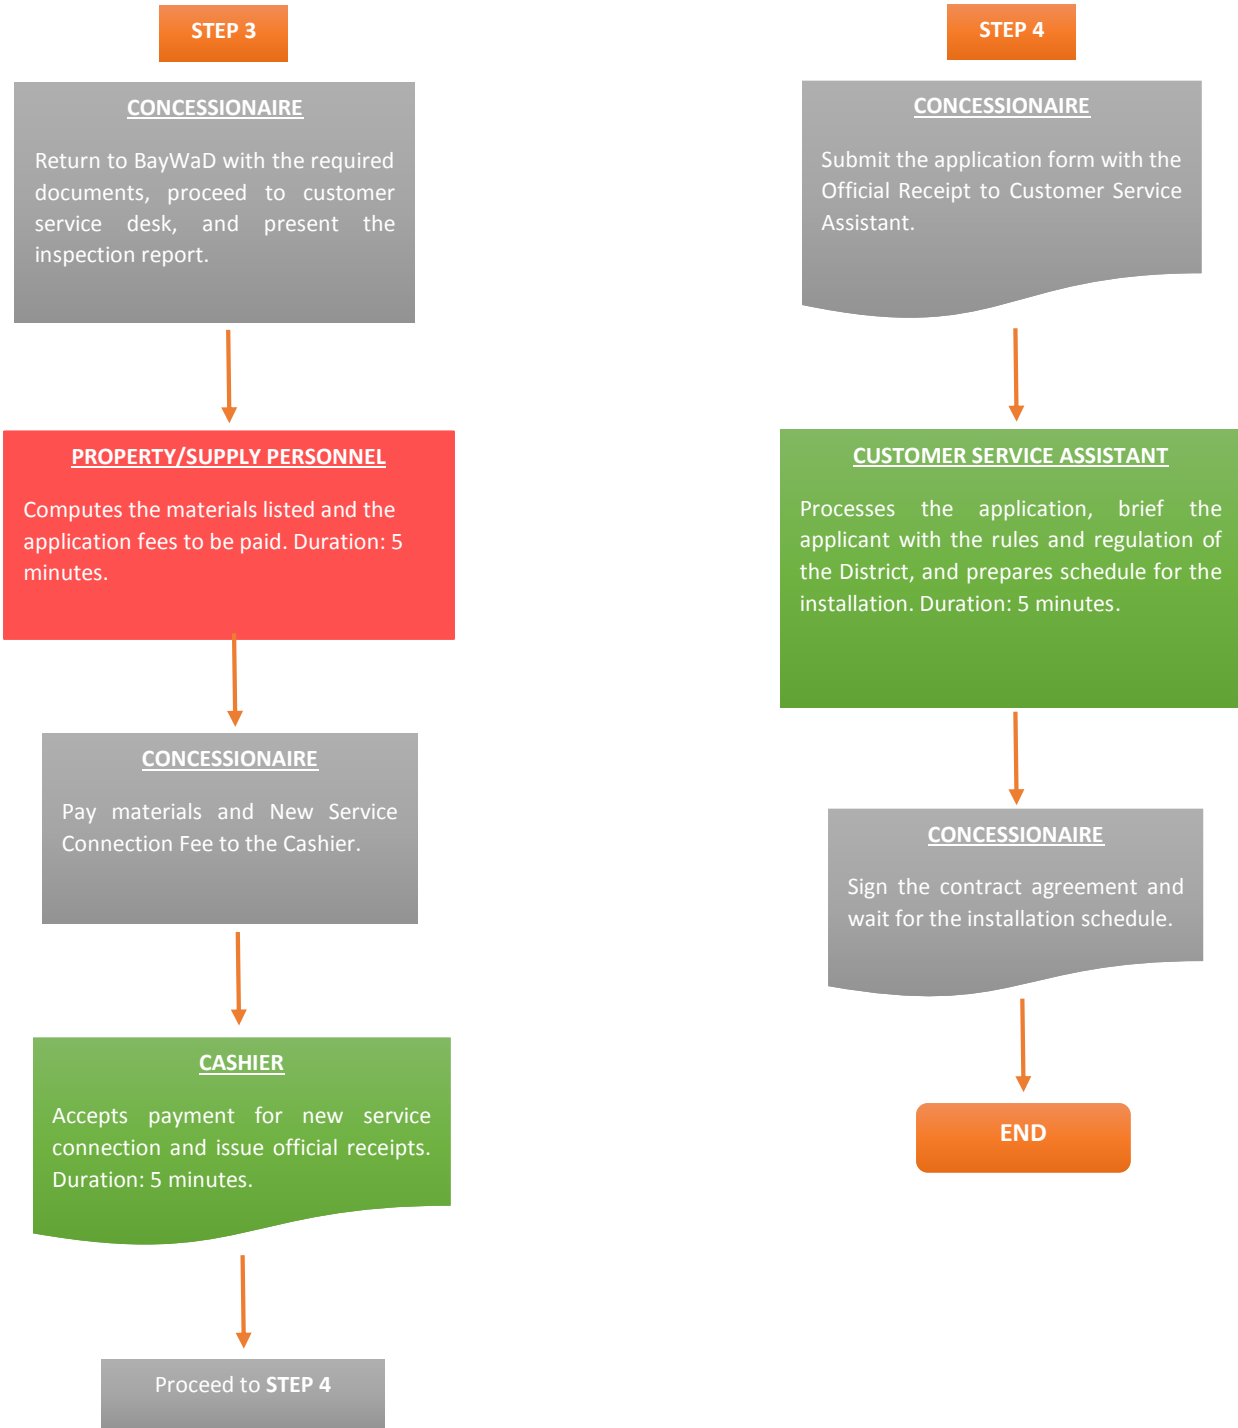 STEP 3
CONCESSIONAIRE
Return to BayWaD with the required
documents, proceed to customer
service desk, and present the
inspection report.
PROPERTY/SUPPLY PERSONNEL
Computes the materials listed and the
application fees to be paid. Duration: 5
minutes.
CONCESSIONAIRE
Pay materials and New Service
Connection Fee to the Cashier.
CASHIER
Accepts payment for new service
connection and issue official receipts.
Duration: 5 minutes.
Proceed to STEP 4
STEP 4
CONCESSIONAIRE
Submit the application form with the
Official Receipt to Customer Service
Assistant.
CUSTOMER SERVICE ASSISTANT
Processes the application, brief the
applicant with the rules and regulation of
the District, and prepares schedule for the
installation. Duration: 5 minutes.
CONCESSIONAIRE
Sign the contract agreement and
wait for the installation schedule.
END